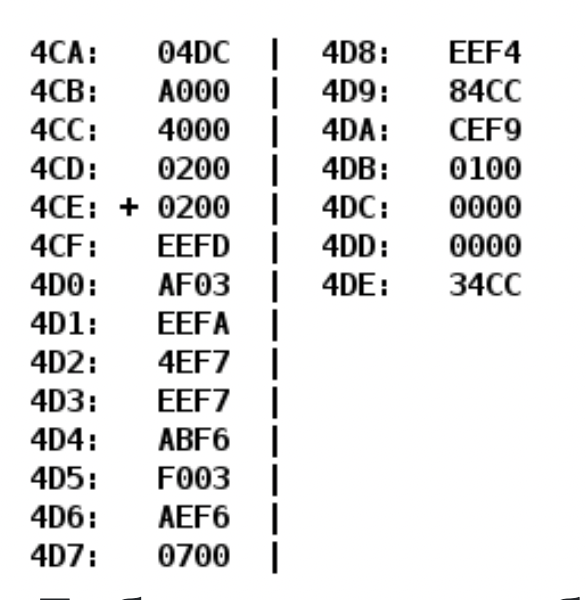 4CA: 04DC | 4D8: EEF4
4CB: A000 | 4D9: 84CC
4CC: 4000 | 4DA: CEF9
4CD: 0200 | 4DB: 0100
4CE: + 0200 | 4DC: 0000
4CF: EEFD | 4DD: 0000
4D0: AF03 | 4DE: 34CC
4D1: EEFA |
4D2: 4EF7 |
4D3: EEF7 |
4D4: ABF6 |
4D5: F003 |
4D6: AEF6 |
4D7: 0700 |